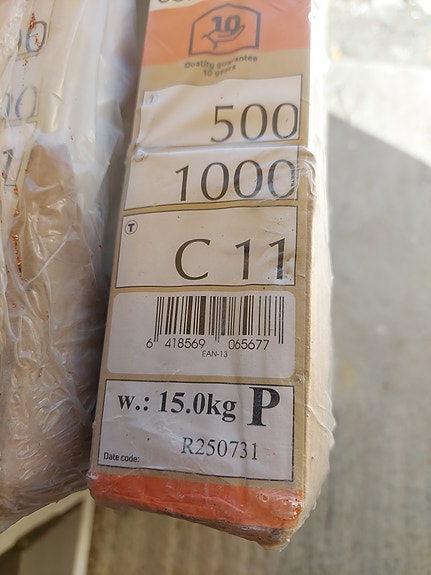 10
Quality guarantee
10 years
500
1000
T
C 11
6 418569 065677
EAN-13
w.: 15.0kg P
R250731
Date code: